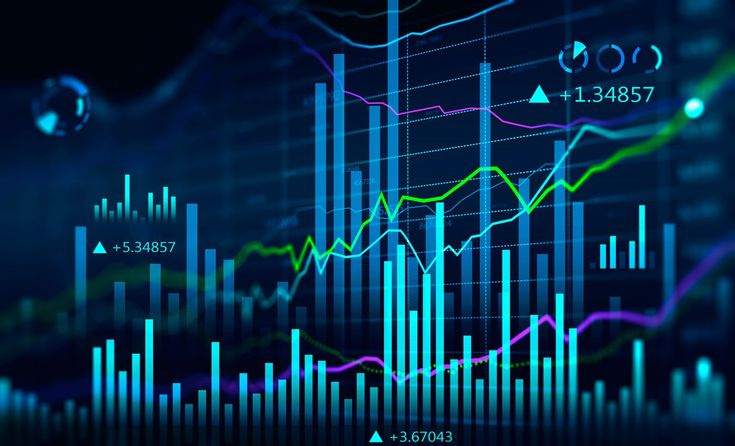 ▲ +1.34857
▲ +5.34857
▲ +3.67043